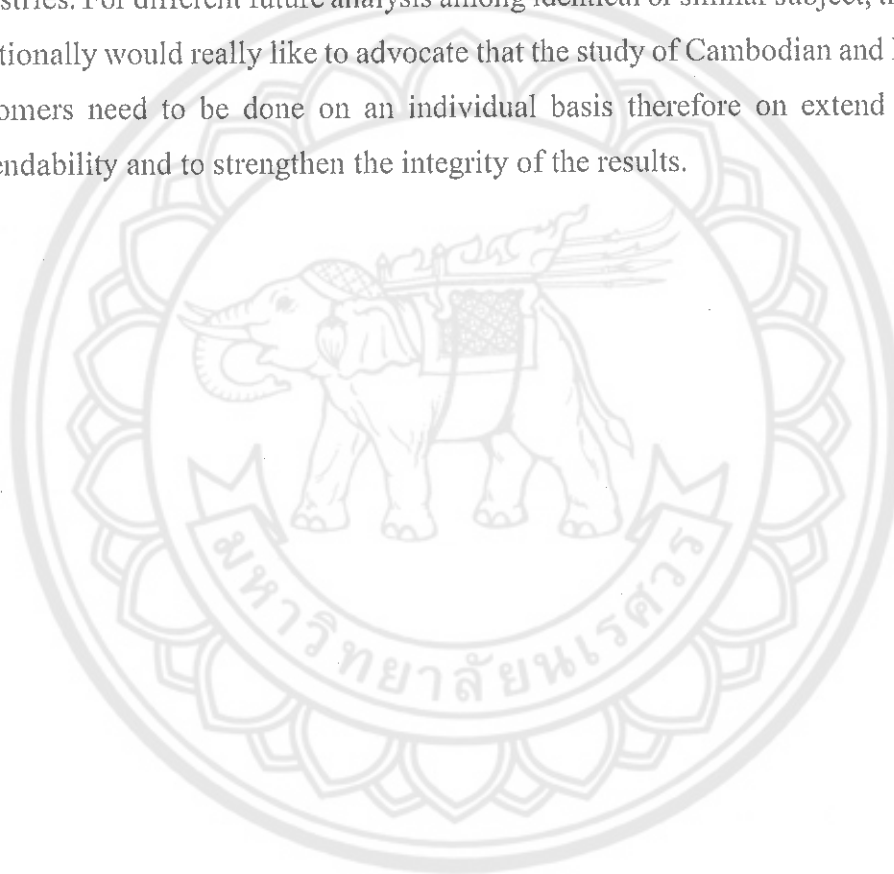 stries. For different future analysis among identical or similar subject, th
tionally would really like to advocate that the study of Cambodian and
omers need to be done on an individual basis therefore on extend
endability and to strengthen the integrity of the results.
มหาวิทยาลัยนเรศวร